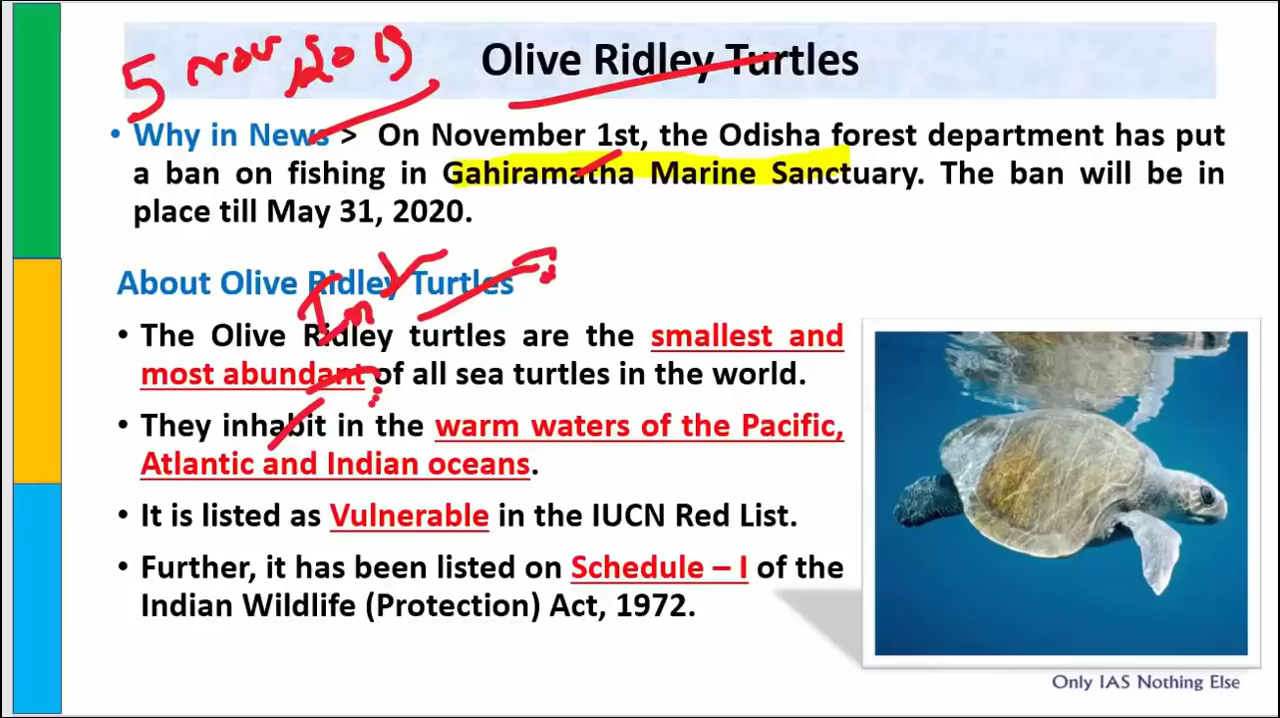 5 Nov 2019
Olive Ridley Turtles
• Why in News > On November 1st, the Odisha forest department has put
a ban on fishing in Gahiramatha Marine Sanctuary. The ban will be in
place till May 31, 2020.
About Olive Ridley Turtles
Imp
• The Olive Ridley turtles are the smallest and
most abundant of all sea turtles in the world.
• They inhabit in the warm waters of the Pacific,
Atlantic and Indian oceans.
• It is listed as Vulnerable in the IUCN Red List.
• Further, it has been listed on Schedule – I of the
Indian Wildlife (Protection) Act, 1972.
Only IAS Nothing Else